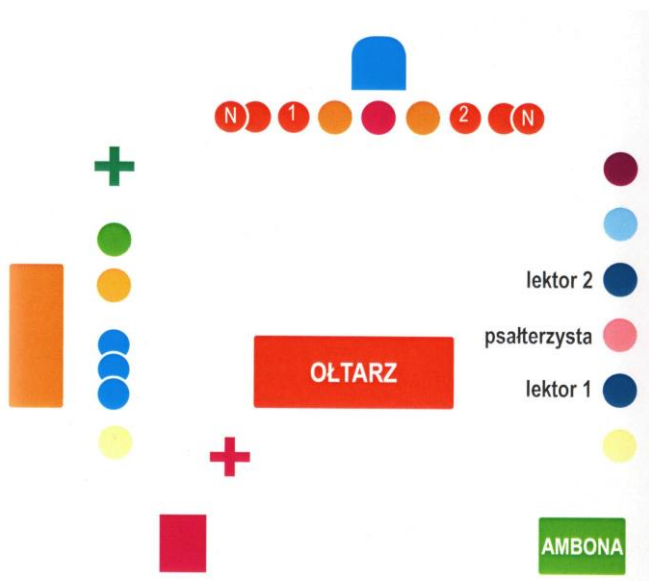 N 1 2 N
lektor 2
psałterzysta
OŁTARZ
lektor 1
AMBONA